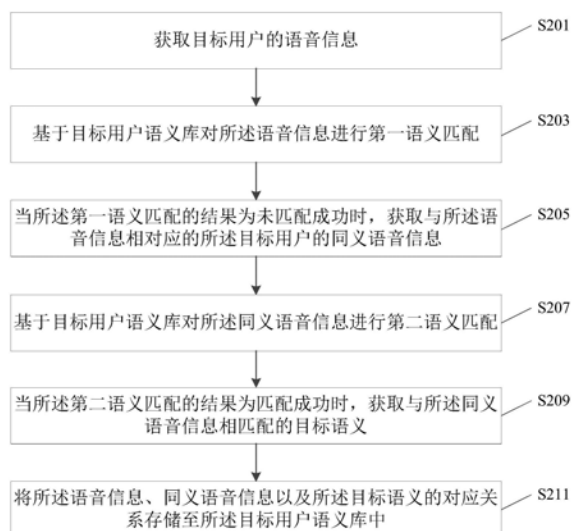 获取目标用户的语音信息
S201
基于目标用户语义库对所述语音信息进行第一语义匹配
S203
当所述第一语义匹配的结果为未匹配成功时，获取与所述语
音信息相对应的所述目标用户的同义语音信息
S205
基于目标用户语义库对所述同义语音信息进行第二语义匹配
S207
当所述第二语义匹配的结果为匹配成功时，获取与所述同义
语音信息相匹配的目标语义
S209
将所述语音信息、同义语音信息以及所述目标语义的对应关
系存储至所述目标用户语义库中
S211